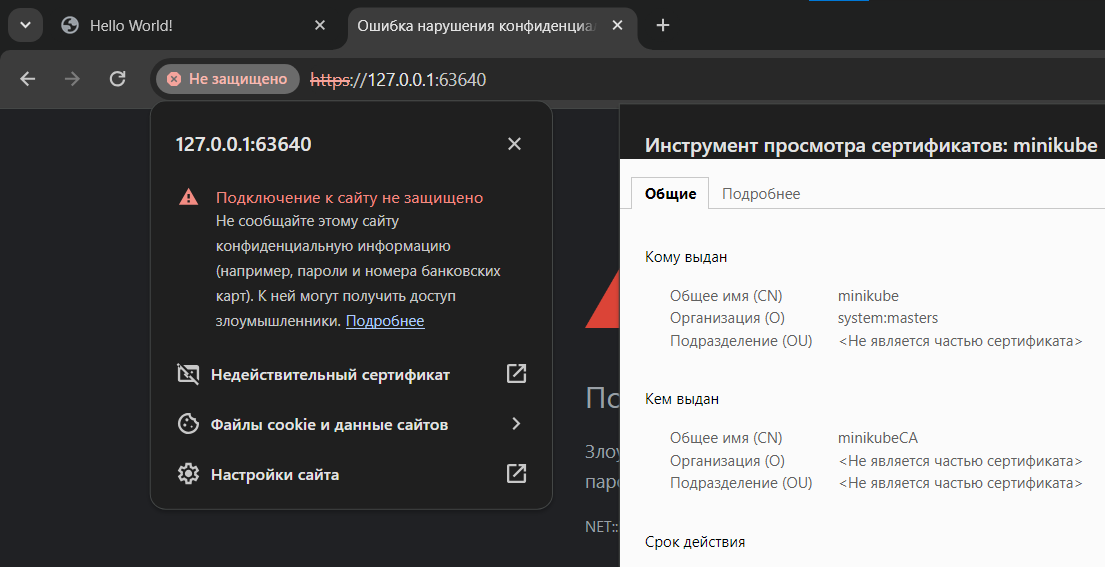 Hello World!
Ошибка нарушения конфиденциал
Не защищено
https://127.0.0.1:63640
127.0.0.1:63640
Подключение к сайту не защищено
Не сообщайте этому сайту
конфиденциальную информацию
(например, пароли и номера банковских
карт). К ней могут получить доступ
злоумышленники. Подробнее
Недействительный сертификат
Файлы cookie и данные сайтов
Настройки сайта
Инструмент просмотра сертификатов: minikube
Общие
Подробнее
Кому выдан
Общее имя (CN) minikube
Организация (O) system:masters
Подразделение (OU) <Не является частью сертификата>
Кем выдан
Общее имя (CN) minikubeCA
Организация (O) <Не является частью сертификата>
Подразделение (OU) <Не является частью сертификата>
Срок действия
NET::